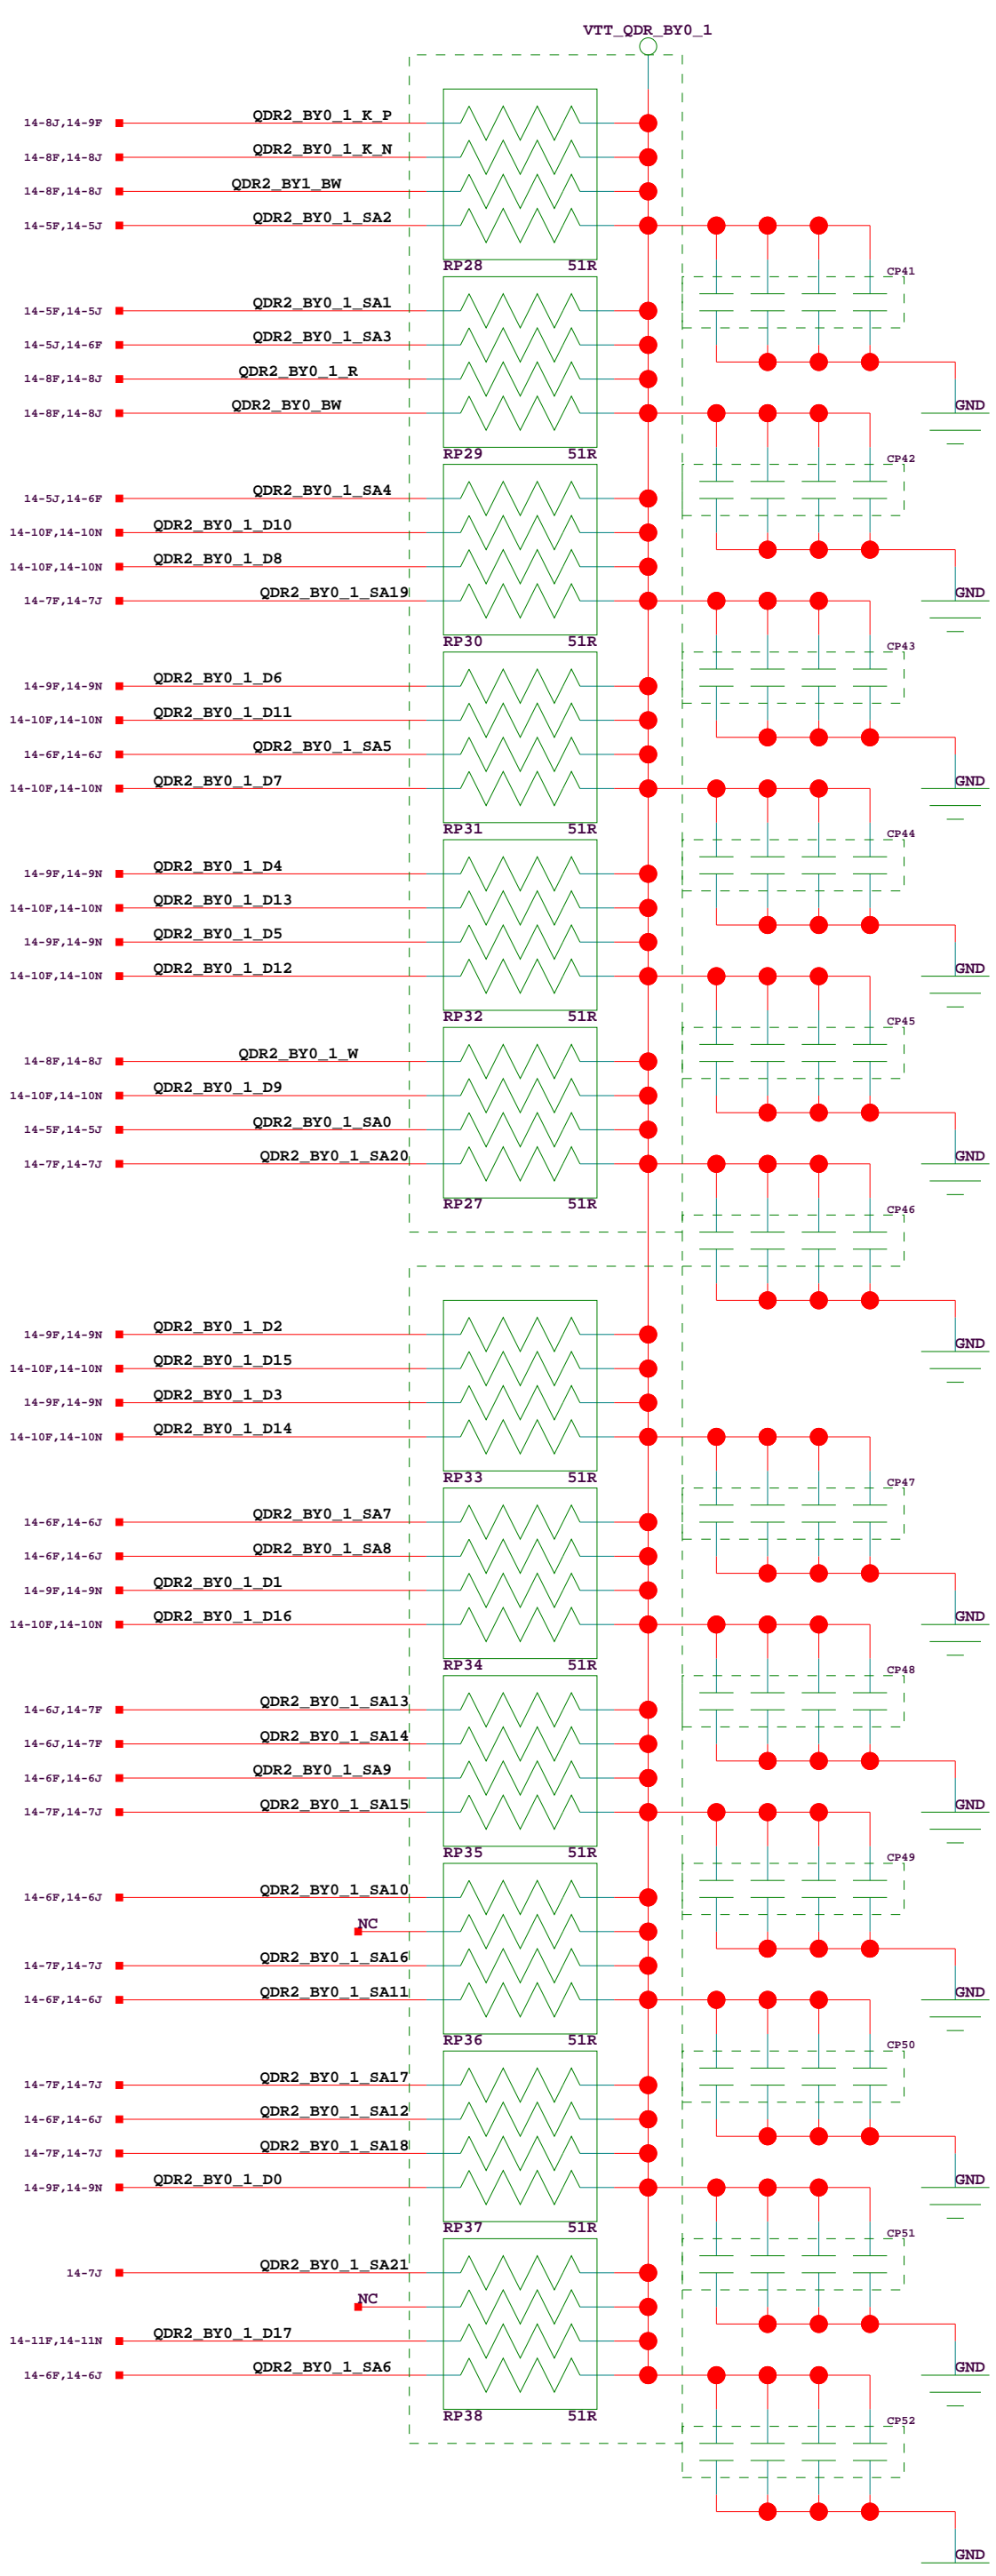 VTT_QDR_BY0_1
14-8J,14-9F QDR2_BY0_1_K_P
14-8F,14-8J QDR2_BY0_1_K_N
14-8F,14-8J QDR2_BY1_BW
14-5F,14-5J QDR2_BY0_1_SA2
RP28 51R CP41
14-5F,14-5J QDR2_BY0_1_SA1
14-5J,14-6F QDR2_BY0_1_SA3
14-8F,14-8J QDR2_BY0_1_R
14-8F,14-8J QDR2_BY0_BW GND
RP29 51R CP42
14-5J,14-6F QDR2_BY0_1_SA4
14-10F,14-10N QDR2_BY0_1_D10
14-10F,14-10N QDR2_BY0_1_D8
14-7F,14-7J QDR2_BY0_1_SA19 GND
RP30 51R CP43
14-9F,14-9N QDR2_BY0_1_D6
14-10F,14-10N QDR2_BY0_1_D11
14-6F,14-6J QDR2_BY0_1_SA5
14-10F,14-10N QDR2_BY0_1_D7 GND
RP31 51R CP44
14-9F,14-9N QDR2_BY0_1_D4
14-10F,14-10N QDR2_BY0_1_D13
14-9F,14-9N QDR2_BY0_1_D5
14-10F,14-10N QDR2_BY0_1_D12 GND
RP32 51R CP45
14-8F,14-8J QDR2_BY0_1_W
14-10F,14-10N QDR2_BY0_1_D9
14-5F,14-5J QDR2_BY0_1_SA0
14-7F,14-7J QDR2_BY0_1_SA20 GND
RP27 51R CP46
14-9F,14-9N QDR2_BY0_1_D2
GND
14-10F,14-10N QDR2_BY0_1_D15
14-9F,14-9N QDR2_BY0_1_D3
14-10F,14-10N QDR2_BY0_1_D14
RP33 51R CP47
14-6F,14-6J QDR2_BY0_1_SA7
14-6F,14-6J QDR2_BY0_1_SA8
14-9F,14-9N QDR2_BY0_1_D1
14-10F,14-10N QDR2_BY0_1_D16 GND
RP34 51R CP48
14-6J,14-7F QDR2_BY0_1_SA13
14-6J,14-7F QDR2_BY0_1_SA14
14-6F,14-6J QDR2_BY0_1_SA9
14-7F,14-7J QDR2_BY0_1_SA15 GND
RP35 51R CP49
14-6F,14-6J QDR2_BY0_1_SA10
NC
14-7F,14-7J QDR2_BY0_1_SA16
14-6F,14-6J QDR2_BY0_1_SA11 GND
RP36 51R CP50
14-7F,14-7J QDR2_BY0_1_SA17
14-6F,14-6J QDR2_BY0_1_SA12
14-7F,14-7J QDR2_BY0_1_SA18
14-9F,14-9N QDR2_BY0_1_D0 GND
RP37 51R CP51
14-7J QDR2_BY0_1_SA21
NC
14-11F,14-11N QDR2_BY0_1_D17
14-6F,14-6J QDR2_BY0_1_SA6 GND
RP38 51R CP52
GND